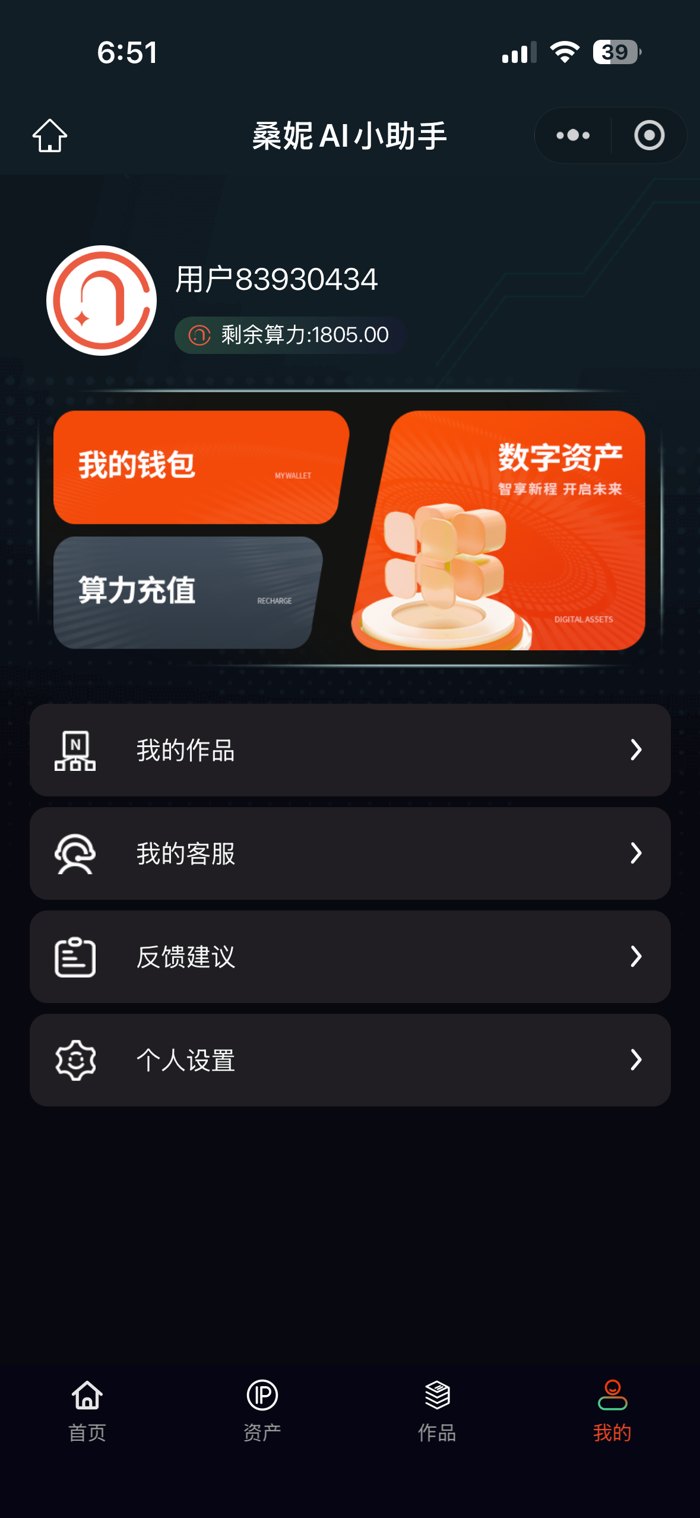 6:51
39
桑妮AI小助手
用户83930434
剩余算力:1805.00
我的钱包
MY WALLET
数字资产
智享新程 开启未来
算力充值
RECHARGE
DIGITAL ASSETS
N
我的作品
我的客服
反馈建议
个人设置
IP
首页
资产
作品
我的